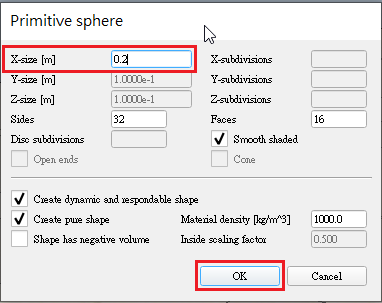 Primitive sphere
X-size [m] 0.2 X-subdivisions
Y-size [m] 1.0000e-1 Y-subdivisions
Z-size [m] 1.0000e-1 Z-subdivisions
Sides 32 Faces 16
Disc subdivisions Smooth shaded
Open ends Cone
Create dynamic and respondable shape
Create pure shape Material density [kg/m^3] 1000.0
Shape has negative volume Inside scaling factor 0.500
OK Cancel